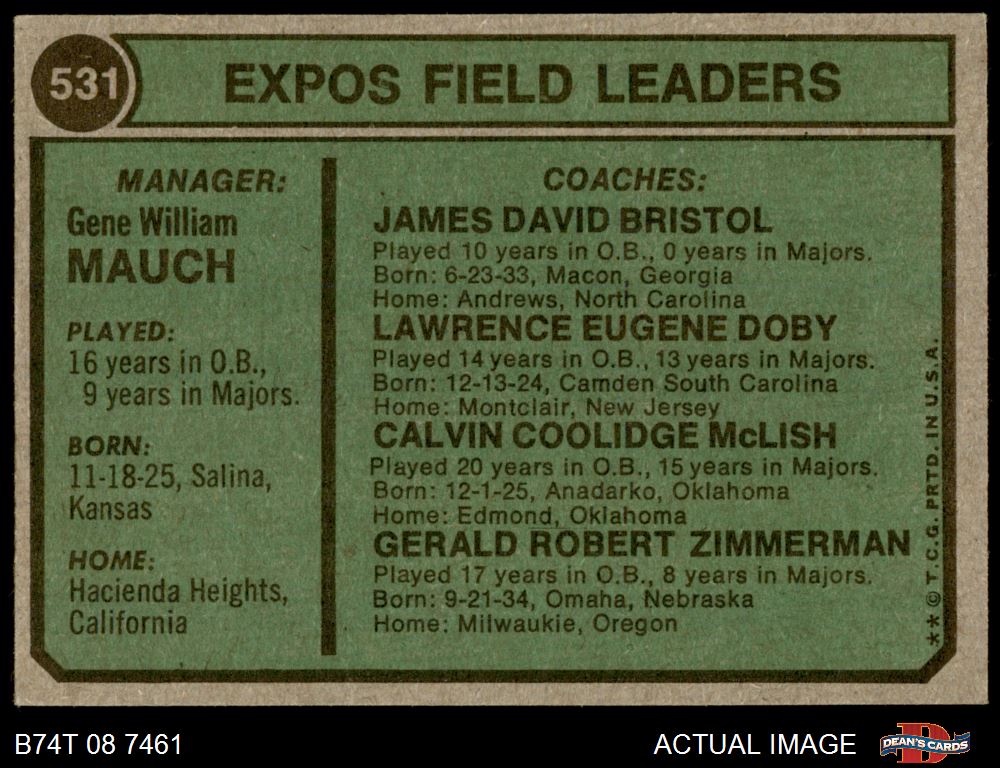 531
EXPOS FIELD LEADERS
MANAGER:
Gene William
MAUCH
PLAYED:
16 years in O.B.,
9 years in Majors.
BORN:
11-18-25, Salina,
Kansas
HOME:
Hacienda Heights,
California
COACHES:
JAMES DAVID BRISTOL
Played 10 years in O.B., 0 years in Majors.
Born: 6-23-33, Macon, Georgia
Home: Andrews, North Carolina
LAWRENCE EUGENE DOBY
Played 14 years in O.B., 13 years in Majors.
Born: 12-13-24, Camden South Carolina
Home: Montclair, New Jersey
CALVIN COOLIDGE McLISH
Played 20 years in O.B., 15 years in Majors.
Born: 12-1-25, Anadarko, Oklahoma
Home: Edmond, Oklahoma
GERALD ROBERT ZIMMERMAN
Played 17 years in O.B., 8 years in Majors.
Born: 9-21-34, Omaha, Nebraska
Home: Milwaukie, Oregon
** © T.C.G. PRTD. IN U.S.A.
B74T 08 7461
ACTUAL IMAGE
D
DEAN'S CARDS